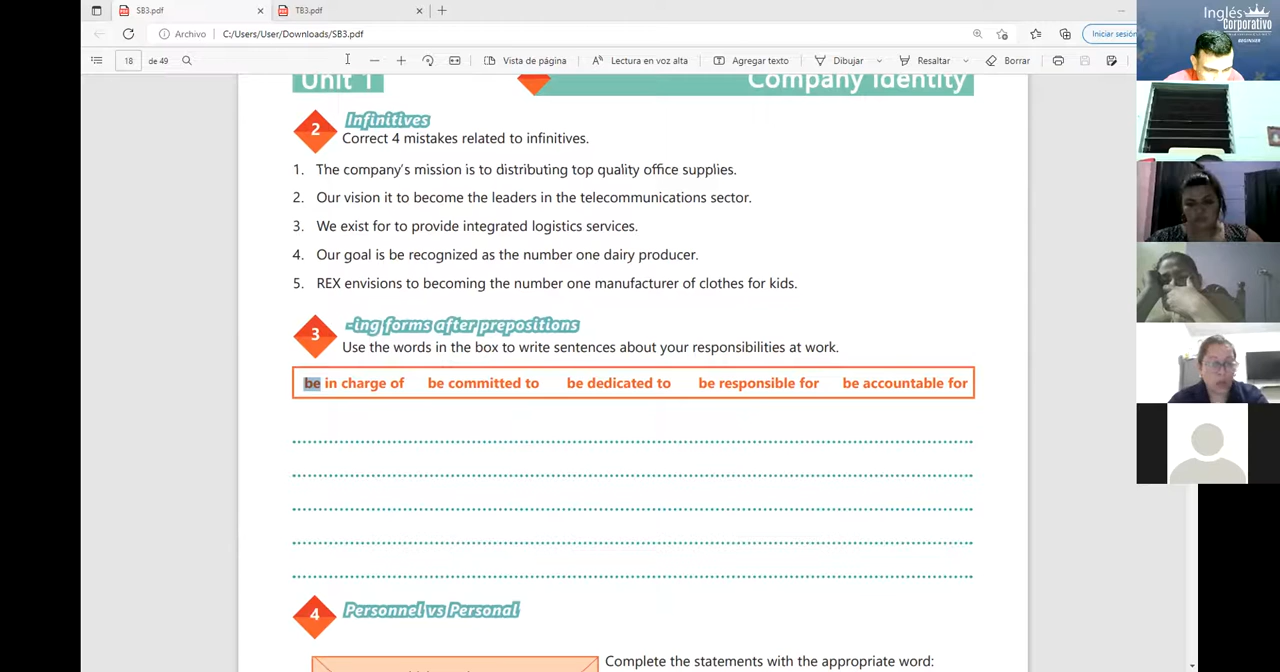 SB3.pdf
TB3.pdf
Archivo
C:/Users/User/Downloads/SB3.pdf
Iniciar sesión
18 de 49
Vista de página
Lectura en voz alta
Agregar texto
Dibujar
Resaltar
Borrar
Inglés
Corporativo
BEGINNER
Unit 1
Company Identity
2
Infinitives
Correct 4 mistakes related to infinitives.
1. The company's mission is to distributing top quality office supplies.
2. Our vision it to become the leaders in the telecommunications sector.
3. We exist for to provide integrated logistics services.
4. Our goal is be recognized as the number one dairy producer.
5. REX envisions to becoming the number one manufacturer of clothes for kids.
3
-ing forms after prepositions
Use the words in the box to write sentences about your responsibilities at work.
be in charge of be committed to be dedicated to be responsible for be accountable for
4
Personnel vs Personal
Complete the statements with the appropriate word: